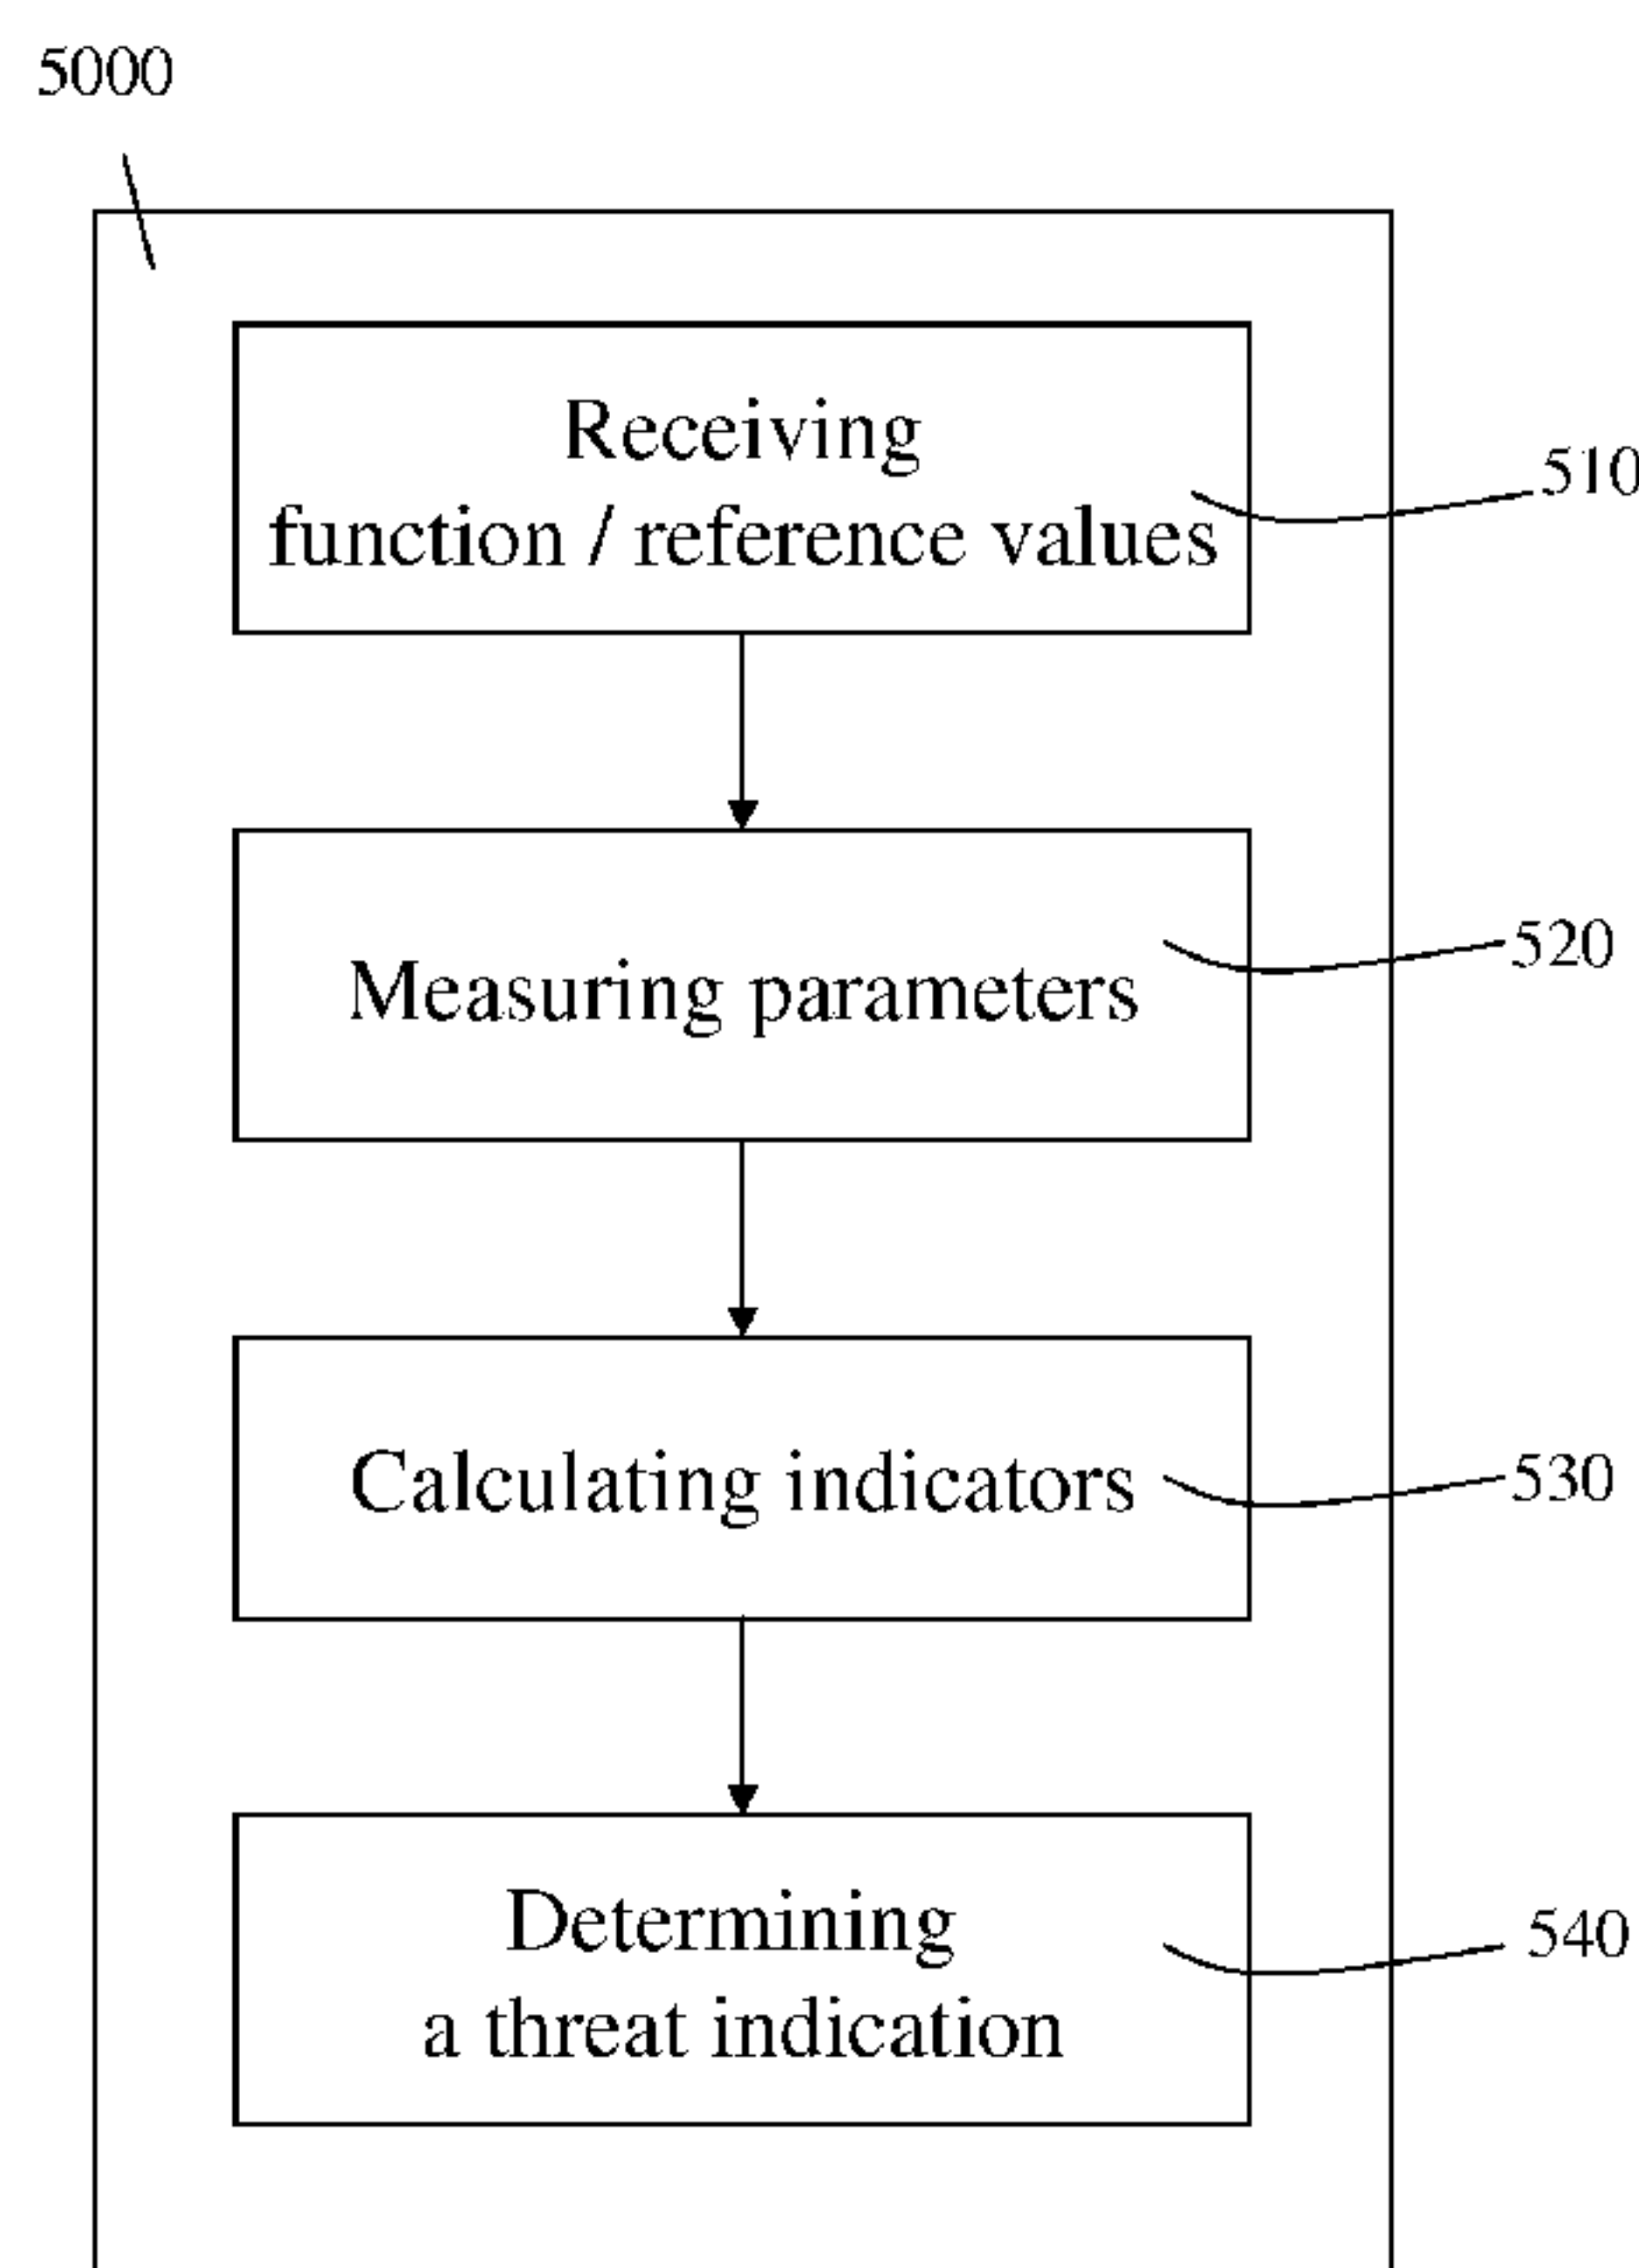 5000
Receiving
function / reference values
510
Measuring parameters
520
Calculating indicators
530
Determining
a threat indication
540